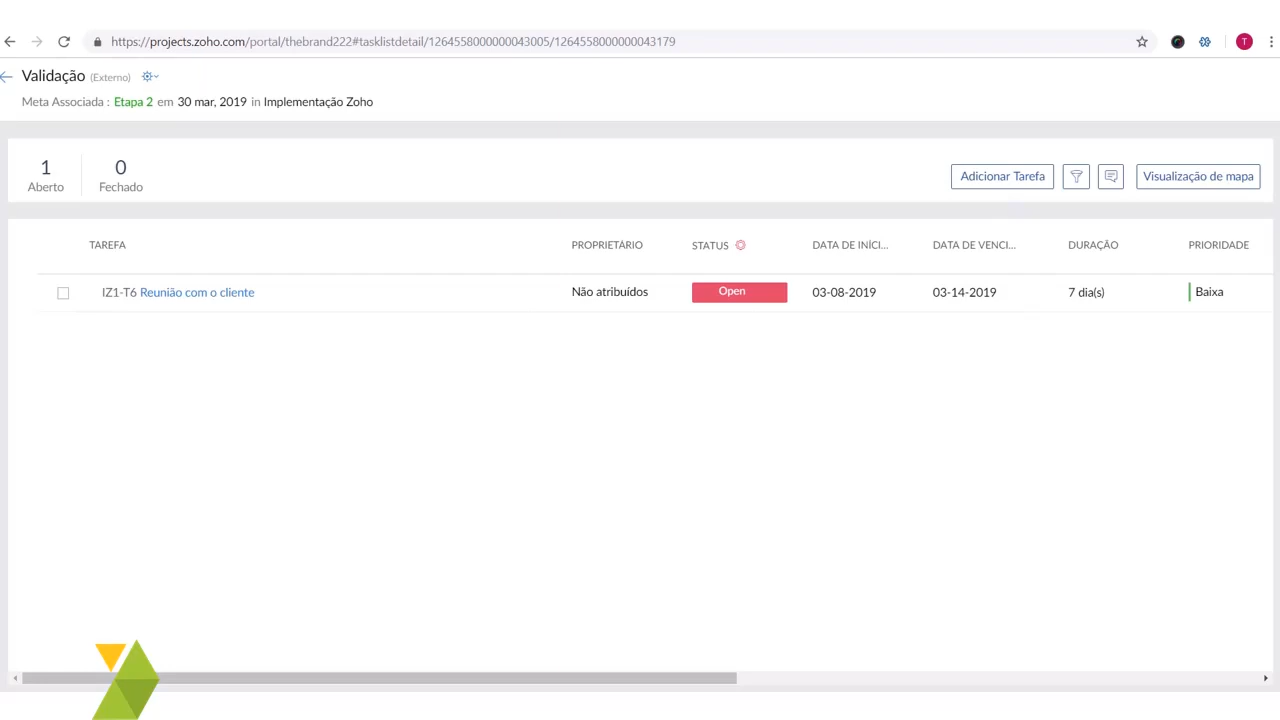 https://projects.zoho.com/portal/thebrand222#tasklistdetail/1264558000000043005/1264558000000043179
T
Validação (Externo)
Meta Associada : Etapa 2 em 30 mar, 2019 in Implementação Zoho
1 0
Aberto Fechado
Adicionar Tarefa Visualização de mapa
TAREFA PROPRIETÁRIO STATUS DATA DE INÍCI... DATA DE VENCI... DURAÇÃO PRIORIDADE
IZ1-T6 Reunião com o cliente Não atribuídos Open 03-08-2019 03-14-2019 7 dia(s) Baixa